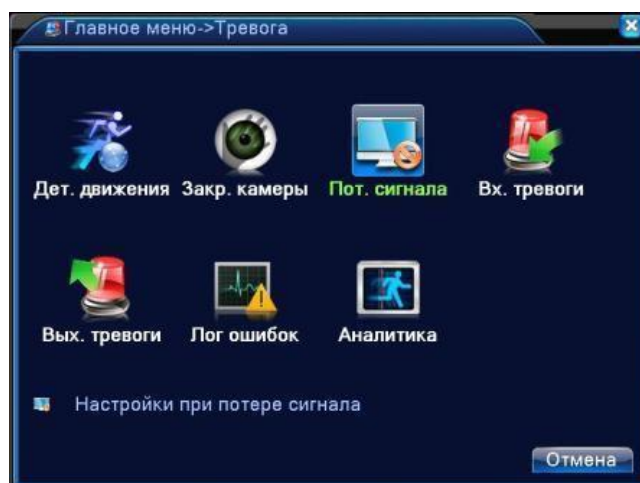 Главное меню->Тревога
Дет. движения Закр. камеры Пот. сигнала Вх. тревоги
Вых. тревоги Лог ошибок Аналитика
Настройки при потере сигнала
Отмена